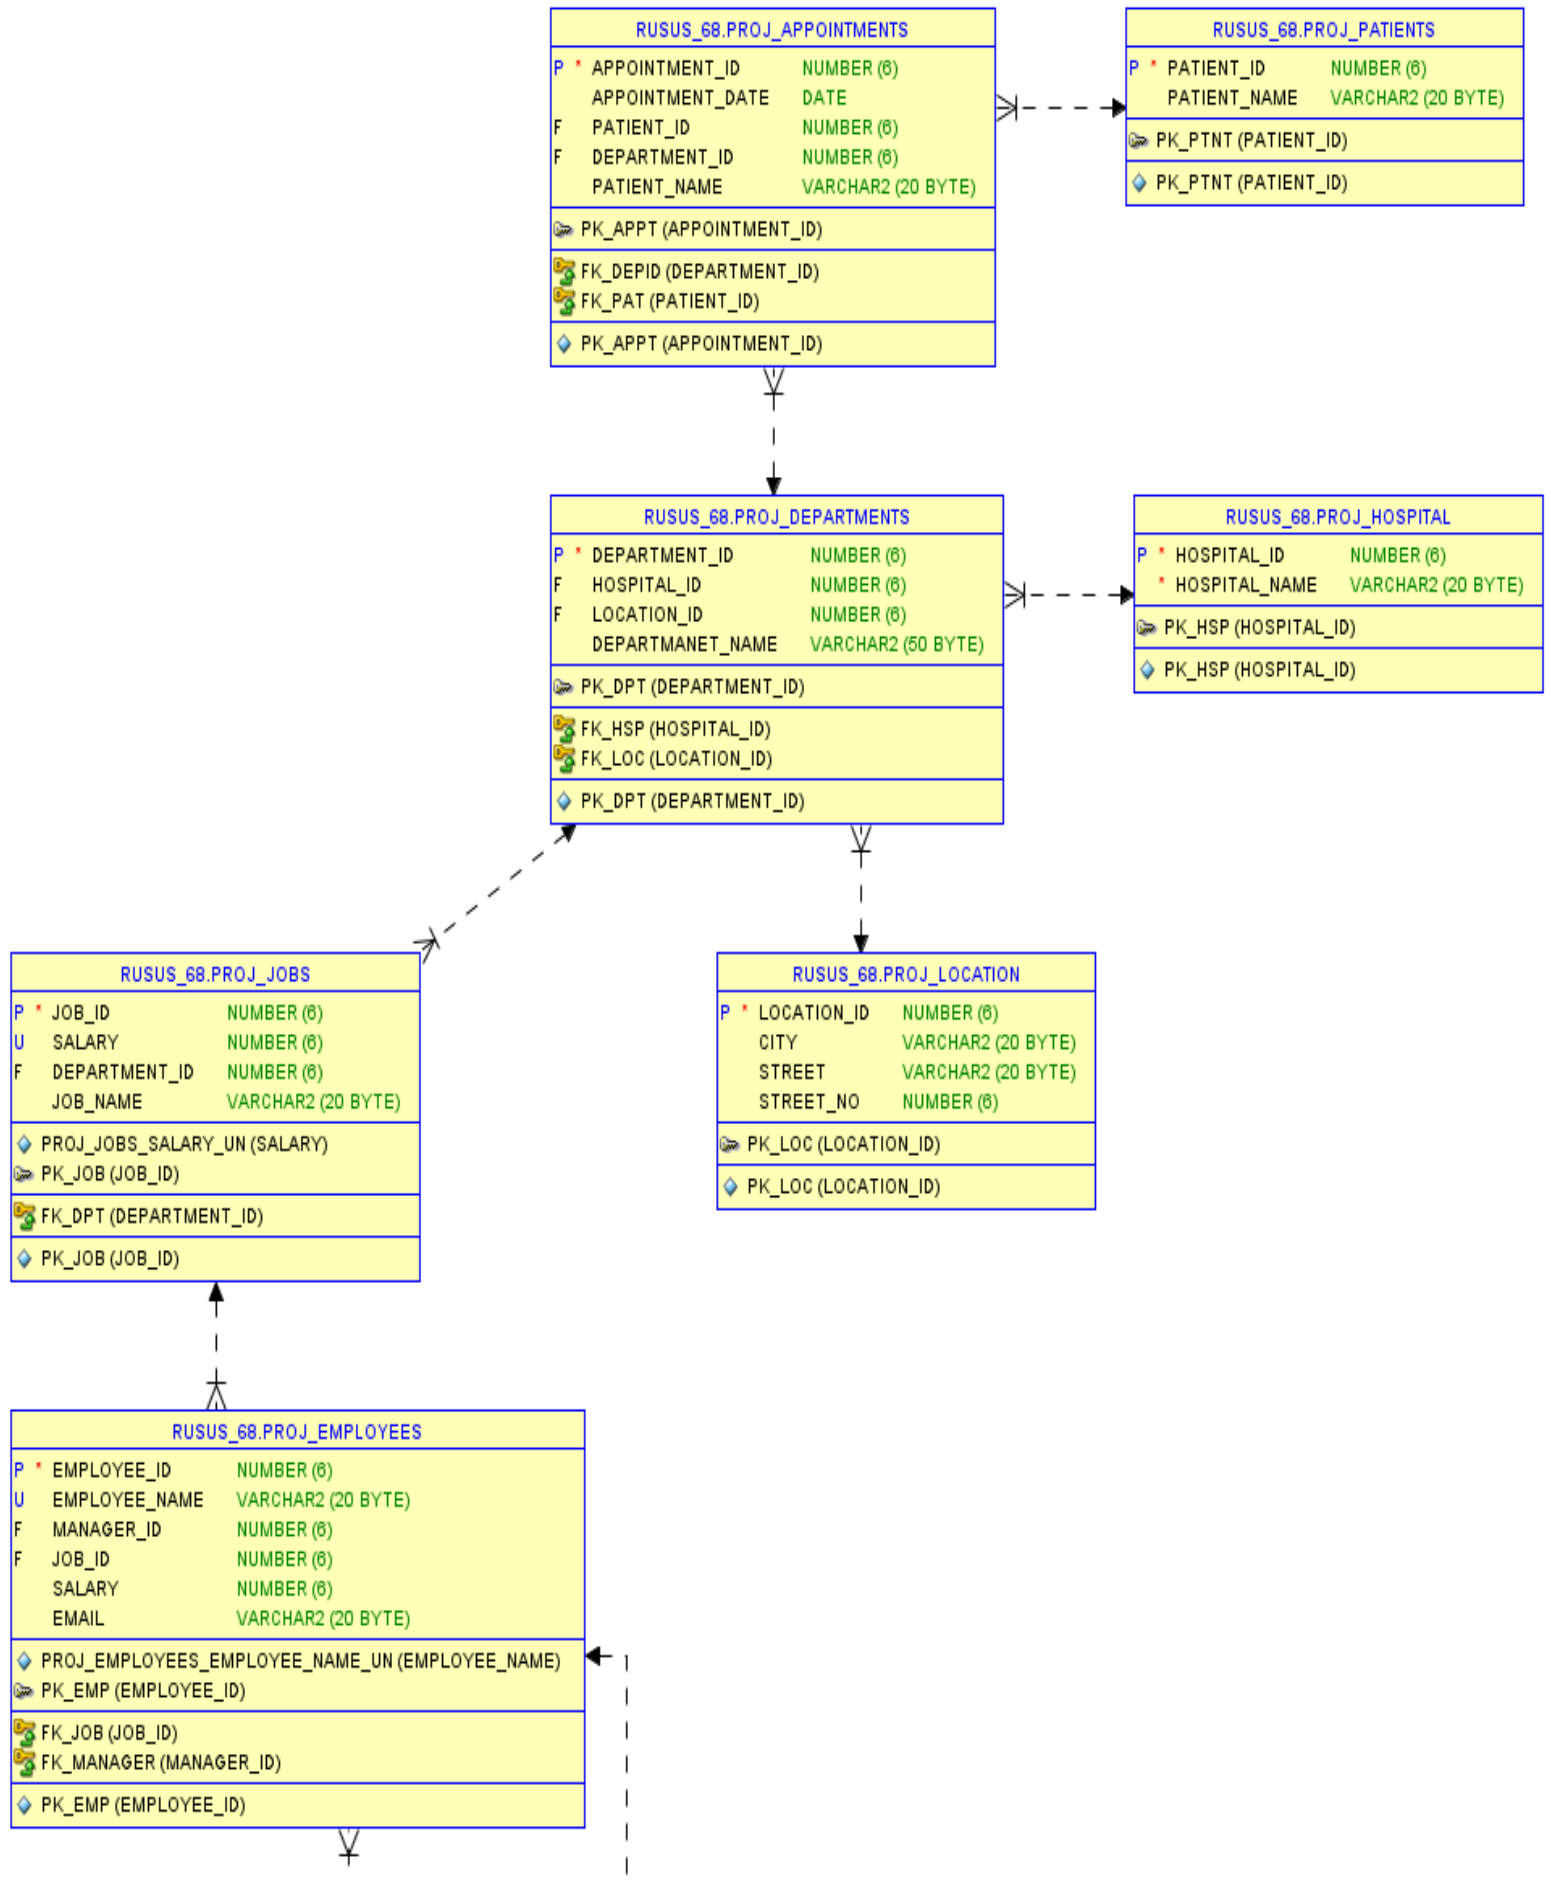 RUSUS_68.PROJ_APPOINTMENTS
P * APPOINTMENT_ID NUMBER (6)
APPOINTMENT_DATE DATE
F PATIENT_ID NUMBER (6)
F DEPARTMENT_ID NUMBER (6)
PATIENT_NAME VARCHAR2 (20 BYTE)
PK_APPT (APPOINTMENT_ID)
FK_DEPID (DEPARTMENT_ID)
FK_PAT (PATIENT_ID)
PK_APPT (APPOINTMENT_ID)
RUSUS_68.PROJ_PATIENTS
P * PATIENT_ID NUMBER (6)
PATIENT_NAME VARCHAR2 (20 BYTE)
PK_PTNT (PATIENT_ID)
PK_PTNT (PATIENT_ID)
RUSUS_68.PROJ_DEPARTMENTS
P * DEPARTMENT_ID NUMBER (6)
F HOSPITAL_ID NUMBER (6)
F LOCATION_ID NUMBER (6)
DEPARTMANET_NAME VARCHAR2 (50 BYTE)
PK_DPT (DEPARTMENT_ID)
FK_HSP (HOSPITAL_ID)
FK_LOC (LOCATION_ID)
PK_DPT (DEPARTMENT_ID)
RUSUS_68.PROJ_HOSPITAL
P * HOSPITAL_ID NUMBER (6)
* HOSPITAL_NAME VARCHAR2 (20 BYTE)
PK_HSP (HOSPITAL_ID)
PK_HSP (HOSPITAL_ID)
RUSUS_68.PROJ_JOBS
P * JOB_ID NUMBER (6)
U SALARY NUMBER (6)
F DEPARTMENT_ID NUMBER (6)
JOB_NAME VARCHAR2 (20 BYTE)
PROJ_JOBS_SALARY_UN (SALARY)
PK_JOB (JOB_ID)
FK_DPT (DEPARTMENT_ID)
PK_JOB (JOB_ID)
RUSUS_68.PROJ_LOCATION
P * LOCATION_ID NUMBER (6)
CITY VARCHAR2 (20 BYTE)
STREET VARCHAR2 (20 BYTE)
STREET_NO NUMBER (6)
PK_LOC (LOCATION_ID)
PK_LOC (LOCATION_ID)
RUSUS_68.PROJ_EMPLOYEES
P * EMPLOYEE_ID NUMBER (6)
U EMPLOYEE_NAME VARCHAR2 (20 BYTE)
F MANAGER_ID NUMBER (6)
F JOB_ID NUMBER (6)
SALARY NUMBER (6)
EMAIL VARCHAR2 (20 BYTE)
PROJ_EMPLOYEES_EMPLOYEE_NAME_UN (EMPLOYEE_NAME)
PK_EMP (EMPLOYEE_ID)
FK_JOB (JOB_ID)
FK_MANAGER (MANAGER_ID)
PK_EMP (EMPLOYEE_ID)